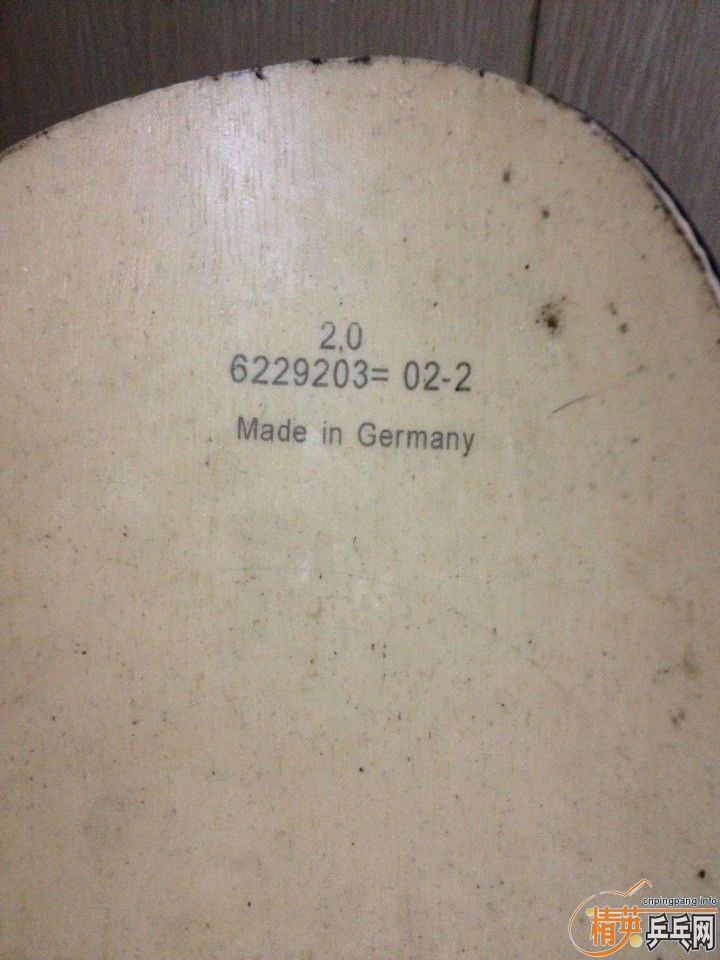 2,0
6229203= 02-2
Made in Germany
cnpingpang.info
精英乒乓网